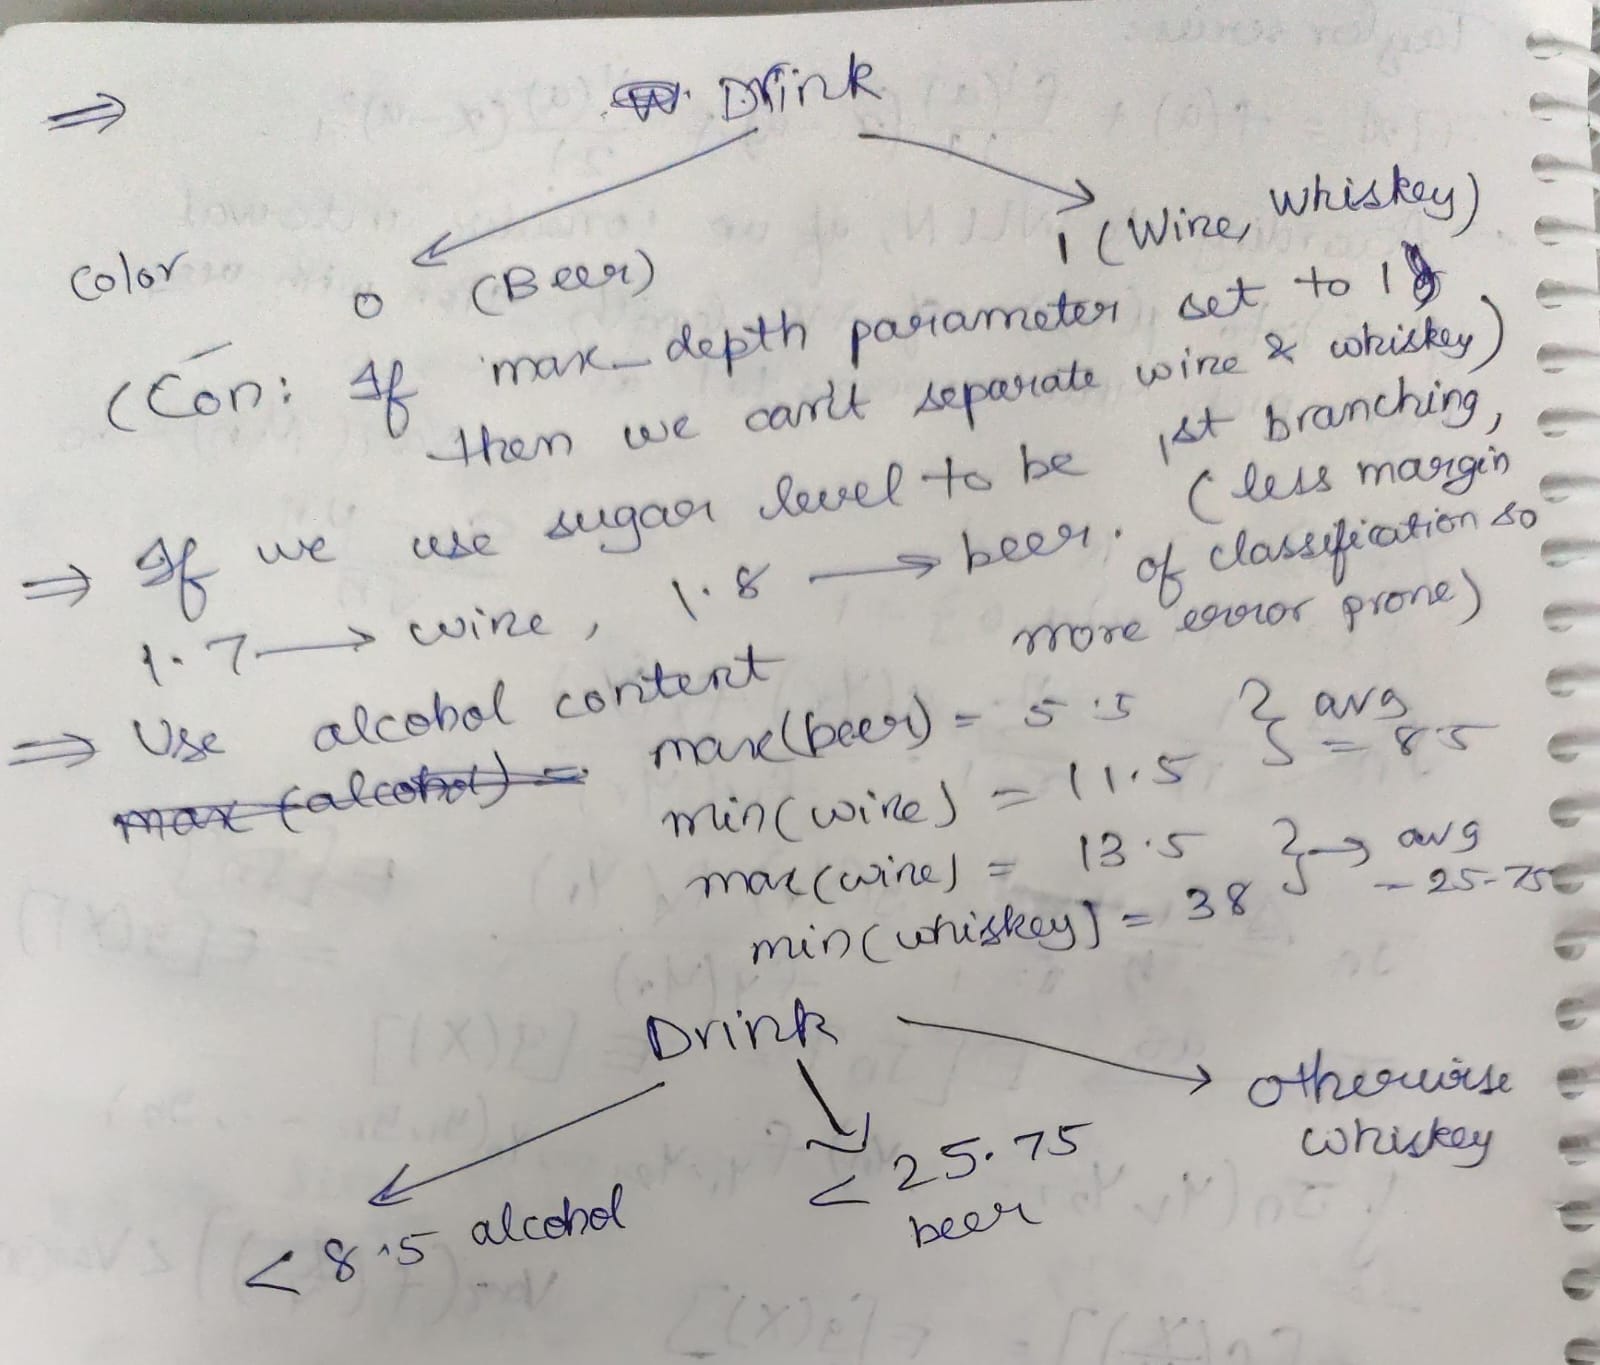 ⇒ Drink
Color 0 (Beer) 1 (Wine, Whiskey)
(Con: If max_depth parameter set to 1
then we can't separate wine & whiskey)
⇒ If we use sugar level to be 1st branching,
1.7 → wine, 1.8 → beer. (less margin
of classification so
more error prone)
⇒ Use alcohol content
max (alcohol) =
max(beer) = 5.5 } avg
min(wine) = 11.5 = 8.5
max(wine) = 13.5 } → avg
min(whiskey) = 38 = 25.75
Drink
< 8.5 alcohol
< 25.75
beer
otherwise
whiskey